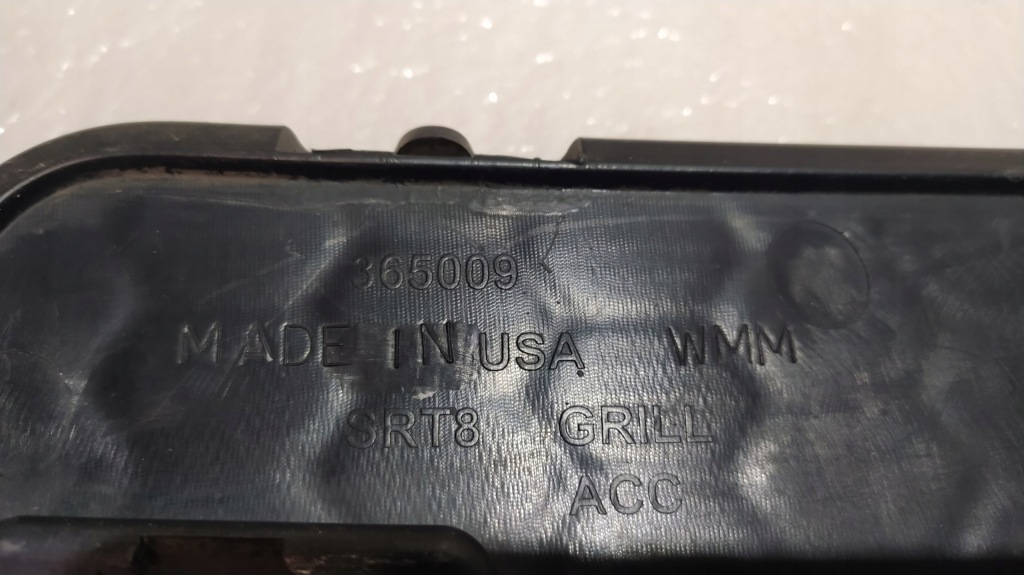 365009
MADE IN USA WMM
SRT8 GRILL
ACC